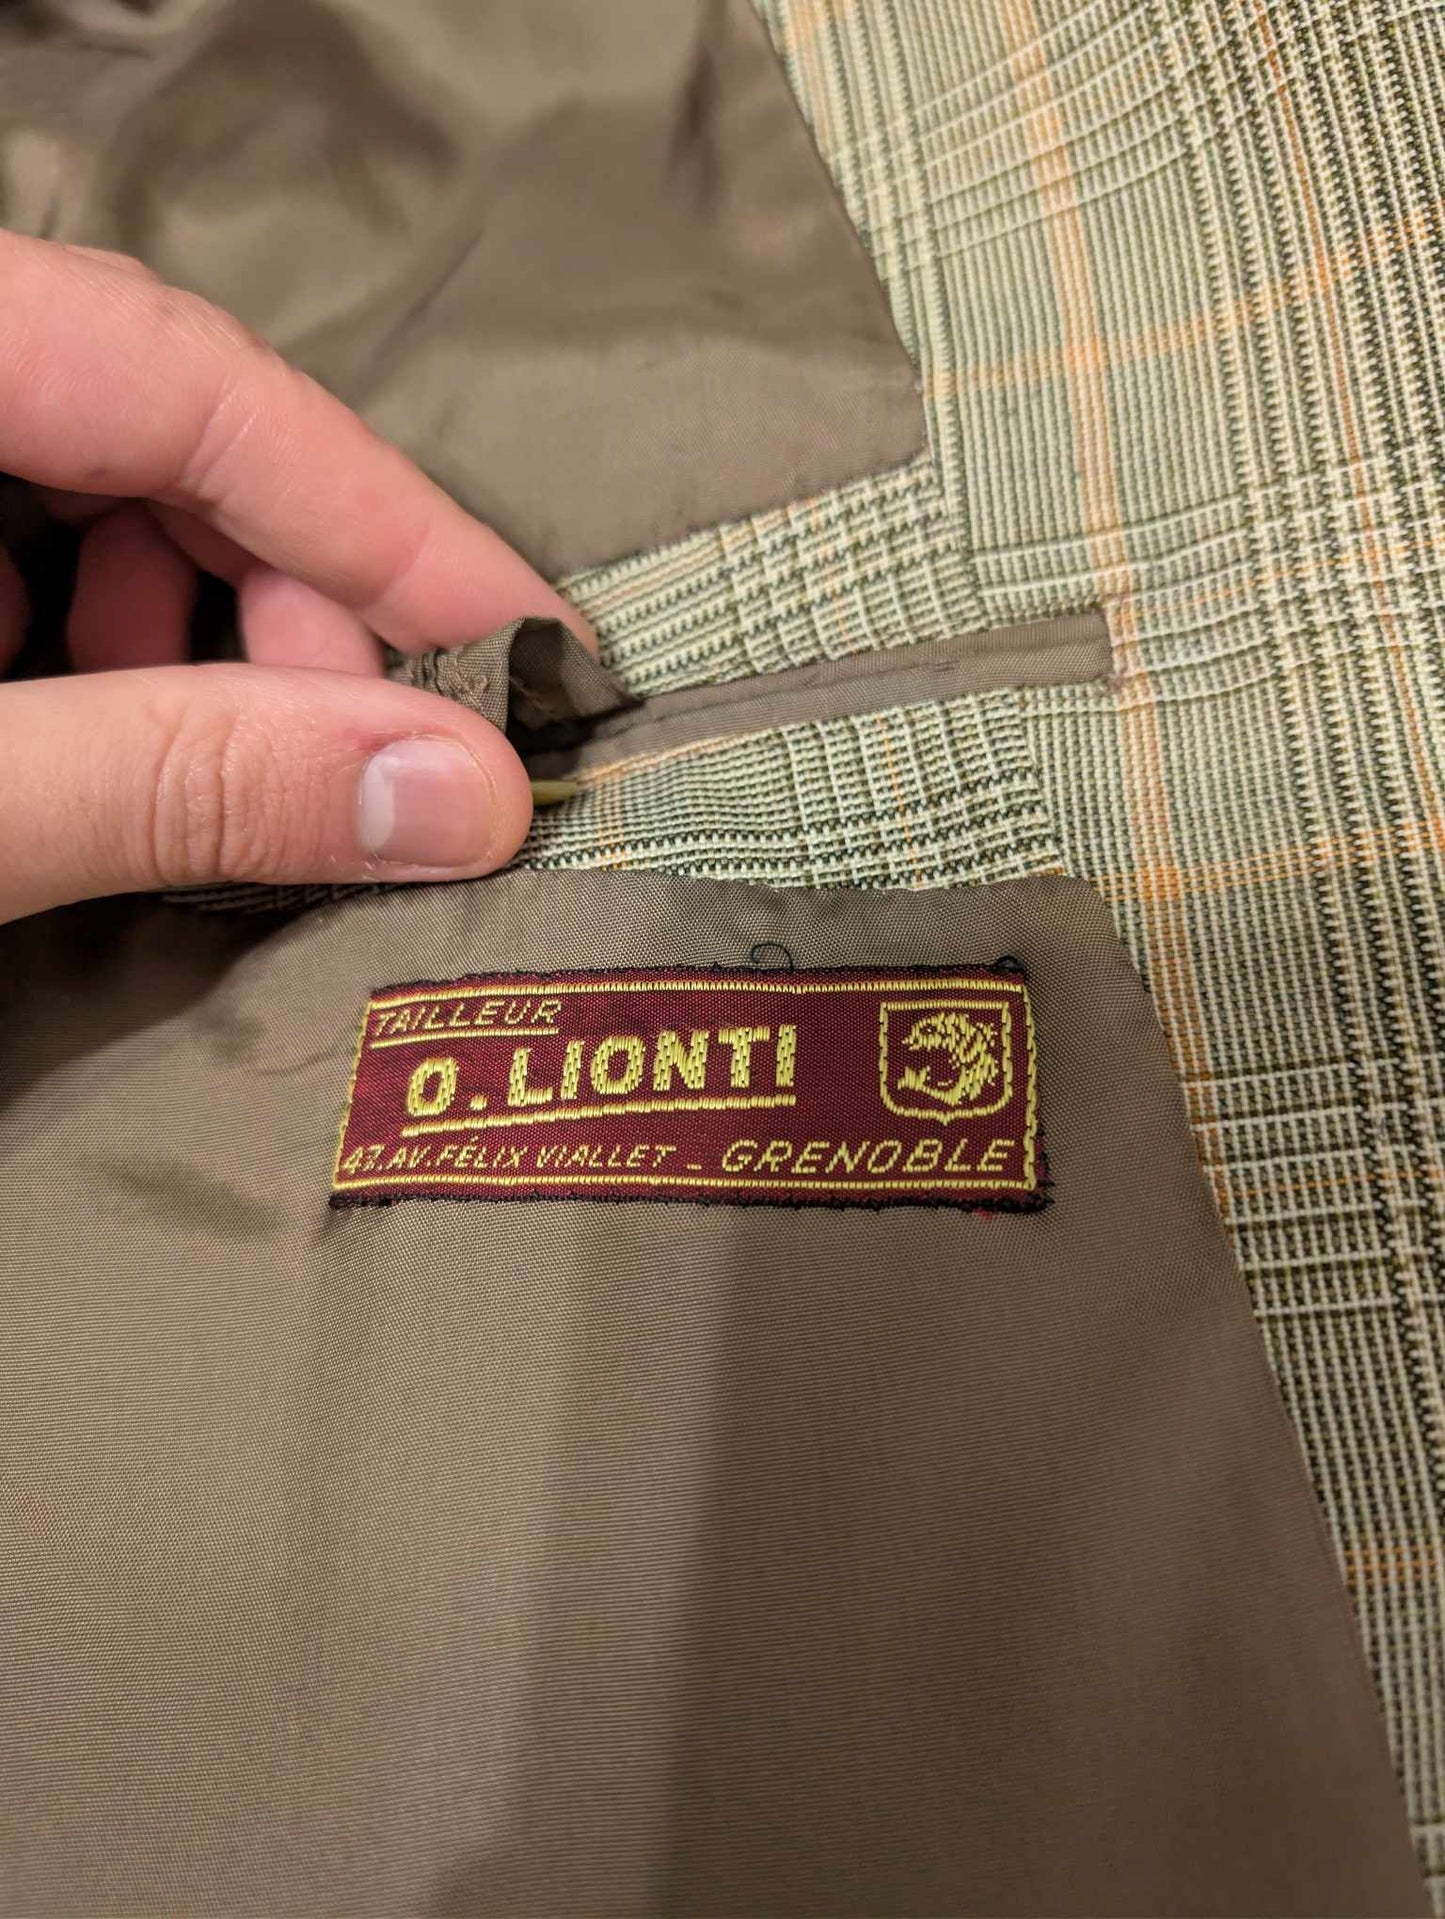 TAILLEUR
O. LIONTI
47. AV. FÉLIX VIALLET - GRENOBLE